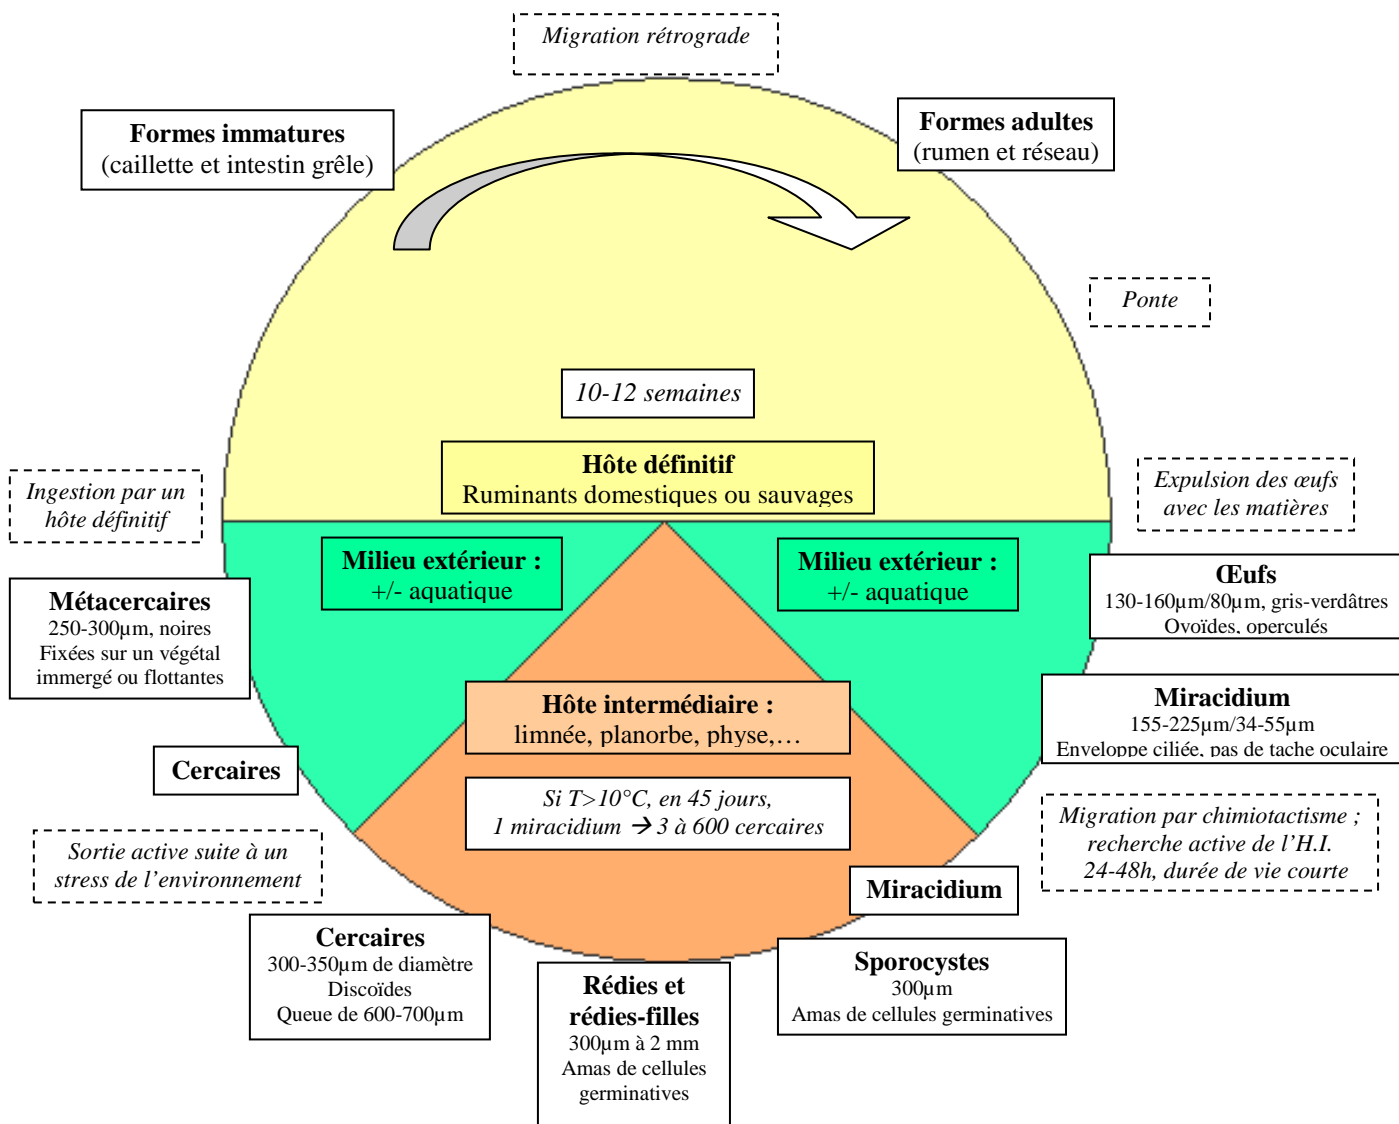 Migration rétrograde
Formes immatures
(caillette et intestin grêle)
Formes adultes
(rumen et réseau)
Ponte
10-12 semaines
Hôte définitif
Ruminants domestiques ou sauvages
Ingestion par un
hôte définitif
Expulsion des œufs
avec les matières
Milieu extérieur :
+/- aquatique
Milieu extérieur :
+/- aquatique
Métacercaires
250-300µm, noires
Fixées sur un végétal
immergé ou flottantes
Œufs
130-160µm/80µm, gris-verdâtres
Ovoïdes, operculés
Hôte intermédiaire :
limnée, planorbe, physe,…
Miracidium
155-225µm/34-55µm
Enveloppe ciliée, pas de tache oculaire
Cercaires
Si T>10°C, en 45 jours,
1 miracidium → 3 à 600 cercaires
Migration par chimiotactisme ;
recherche active de l’H.I.
24-48h, durée de vie courte
Sortie active suite à un
stress de l’environnement
Miracidium
Cercaires
300-350µm de diamètre
Discoïdes
Queue de 600-700µm
Sporocystes
300µm
Amas de cellules germinatives
Rédies et
rédies-filles
300µm à 2 mm
Amas de cellules
germinatives